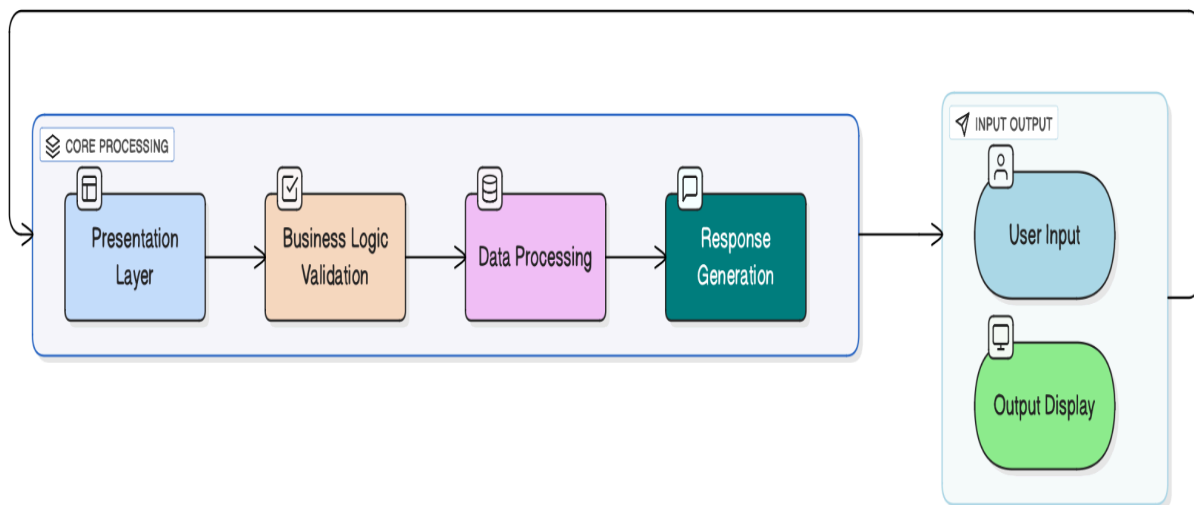 CORE PROCESSING
Presentation
Layer
Business Logic
Validation
Data Processing
Response
Generation
INPUT OUTPUT
User Input
Output Display